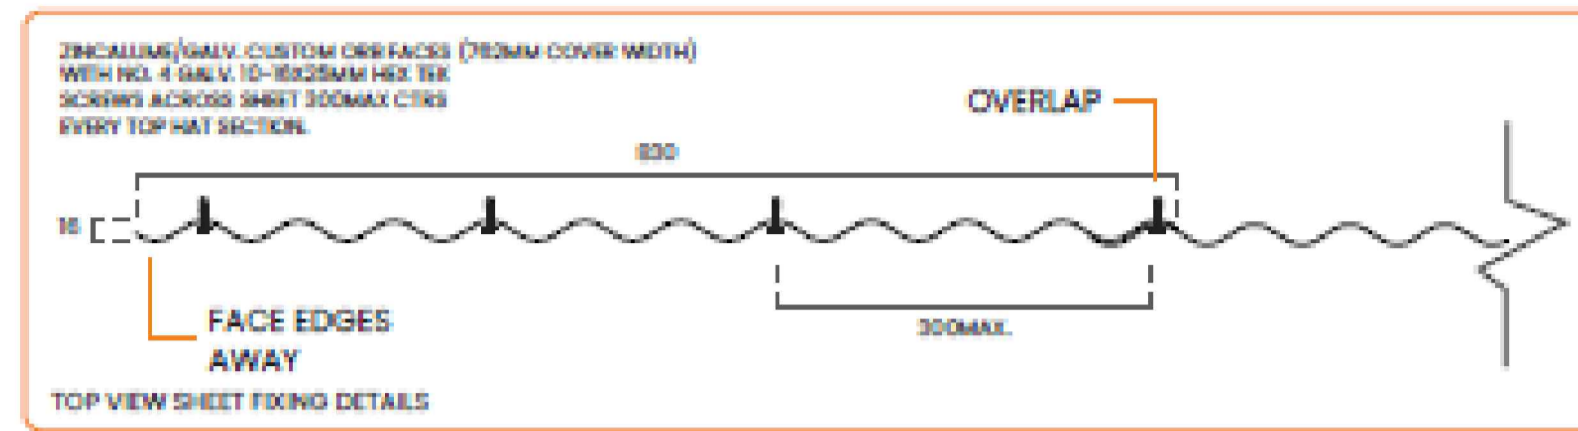 ZINCALUME/GALV. CUSTOM ORB FACES (762MM COVER WIDTH)
WITH NO. 4 GALV. 10-16X25MM HEX TEK
SCREWS ACROSS SHEET 300MAX CTRS
EVERY TOP HAT SECTION.
OVERLAP
830
16
300MAX.
FACE EDGES
AWAY
TOP VIEW SHEET FIXING DETAILS